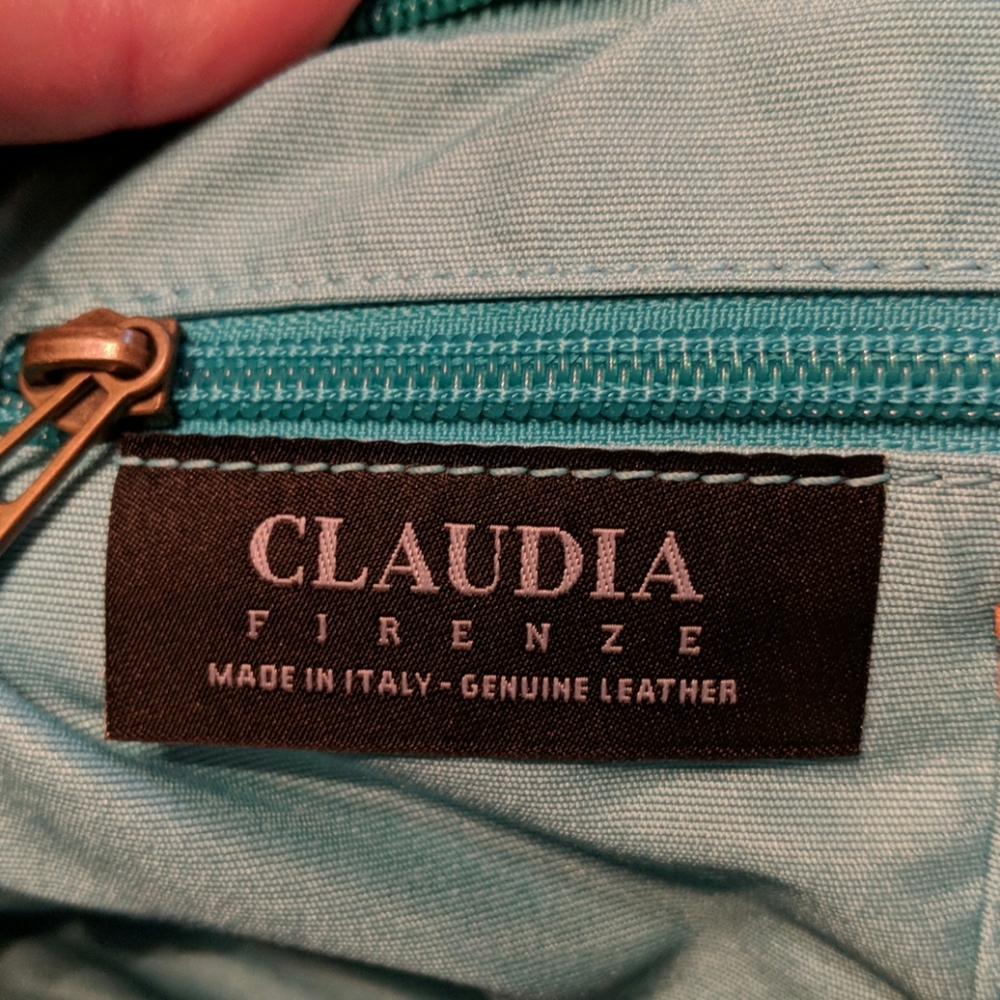 CLAUDIA
FIRENZE
MADE IN ITALY - GENUINE LEATHER